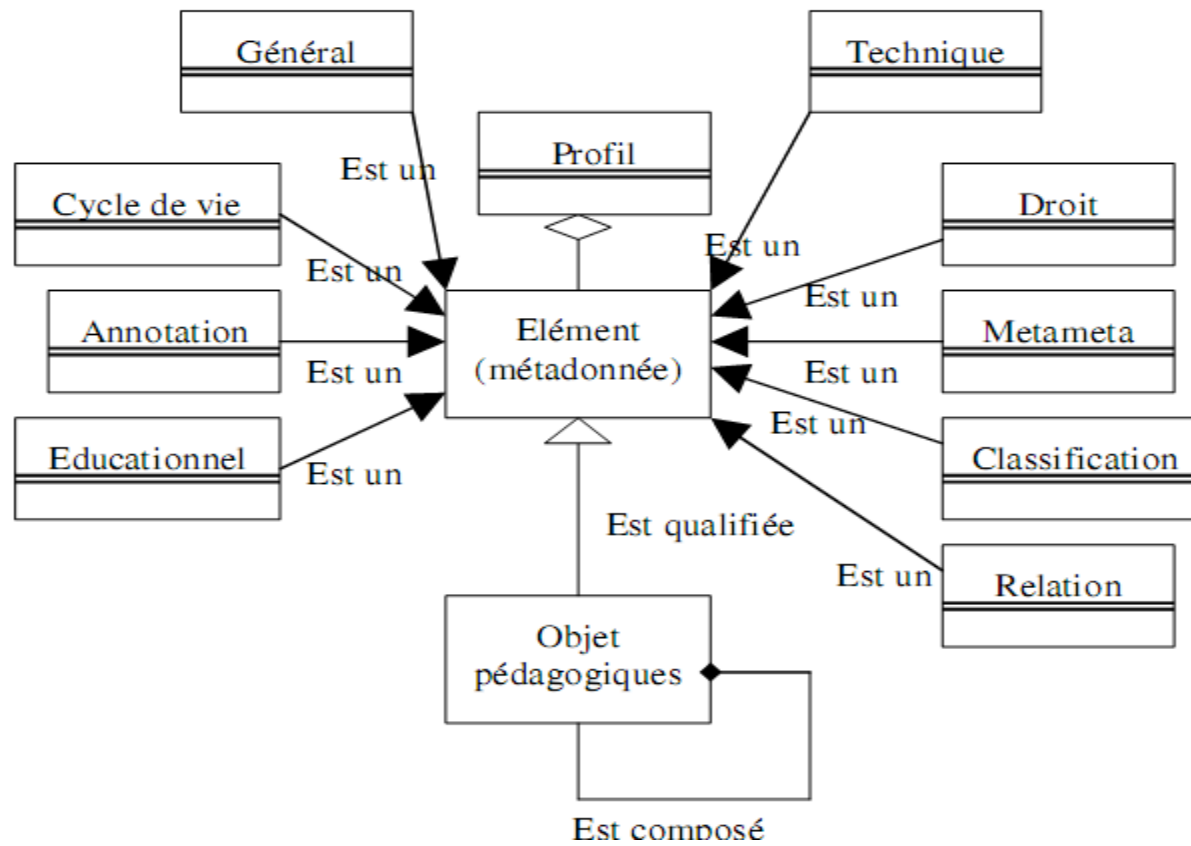 Général
Technique
Profil
Est un
Cycle de vie
Droit
Est un
Est un
Est un
Annotation
Elément
(métadonnée)
Metameta
Est un
Est un
Est un
Educationnel
Classification
Est un
Est qualifiée
Est un
Relation
Objet
pédagogiques
Est composé